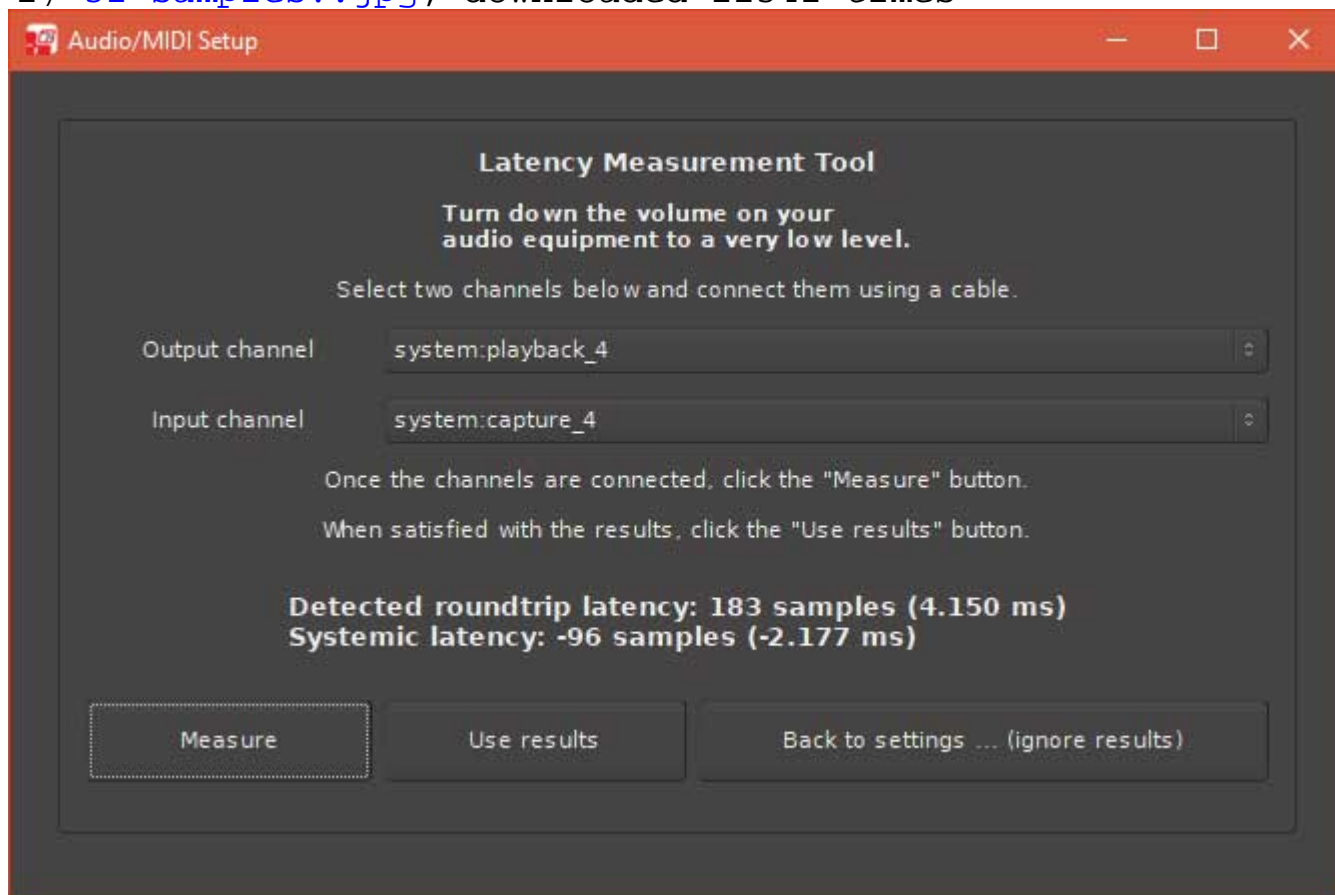 Audio/MIDI Setup
Latency Measurement Tool
Turn down the volume on your
audio equipment to a very low level.
Select two channels below and connect them using a cable.
Output channel system:playback_4
Input channel system:capture_4
Once the channels are connected, click the "Measure" button.
When satisfied with the results, click the "Use results" button.
Detected roundtrip latency: 183 samples (4.150 ms)
Systemic latency: -96 samples (-2.177 ms)
Measure Use results Back to settings ... (ignore results)